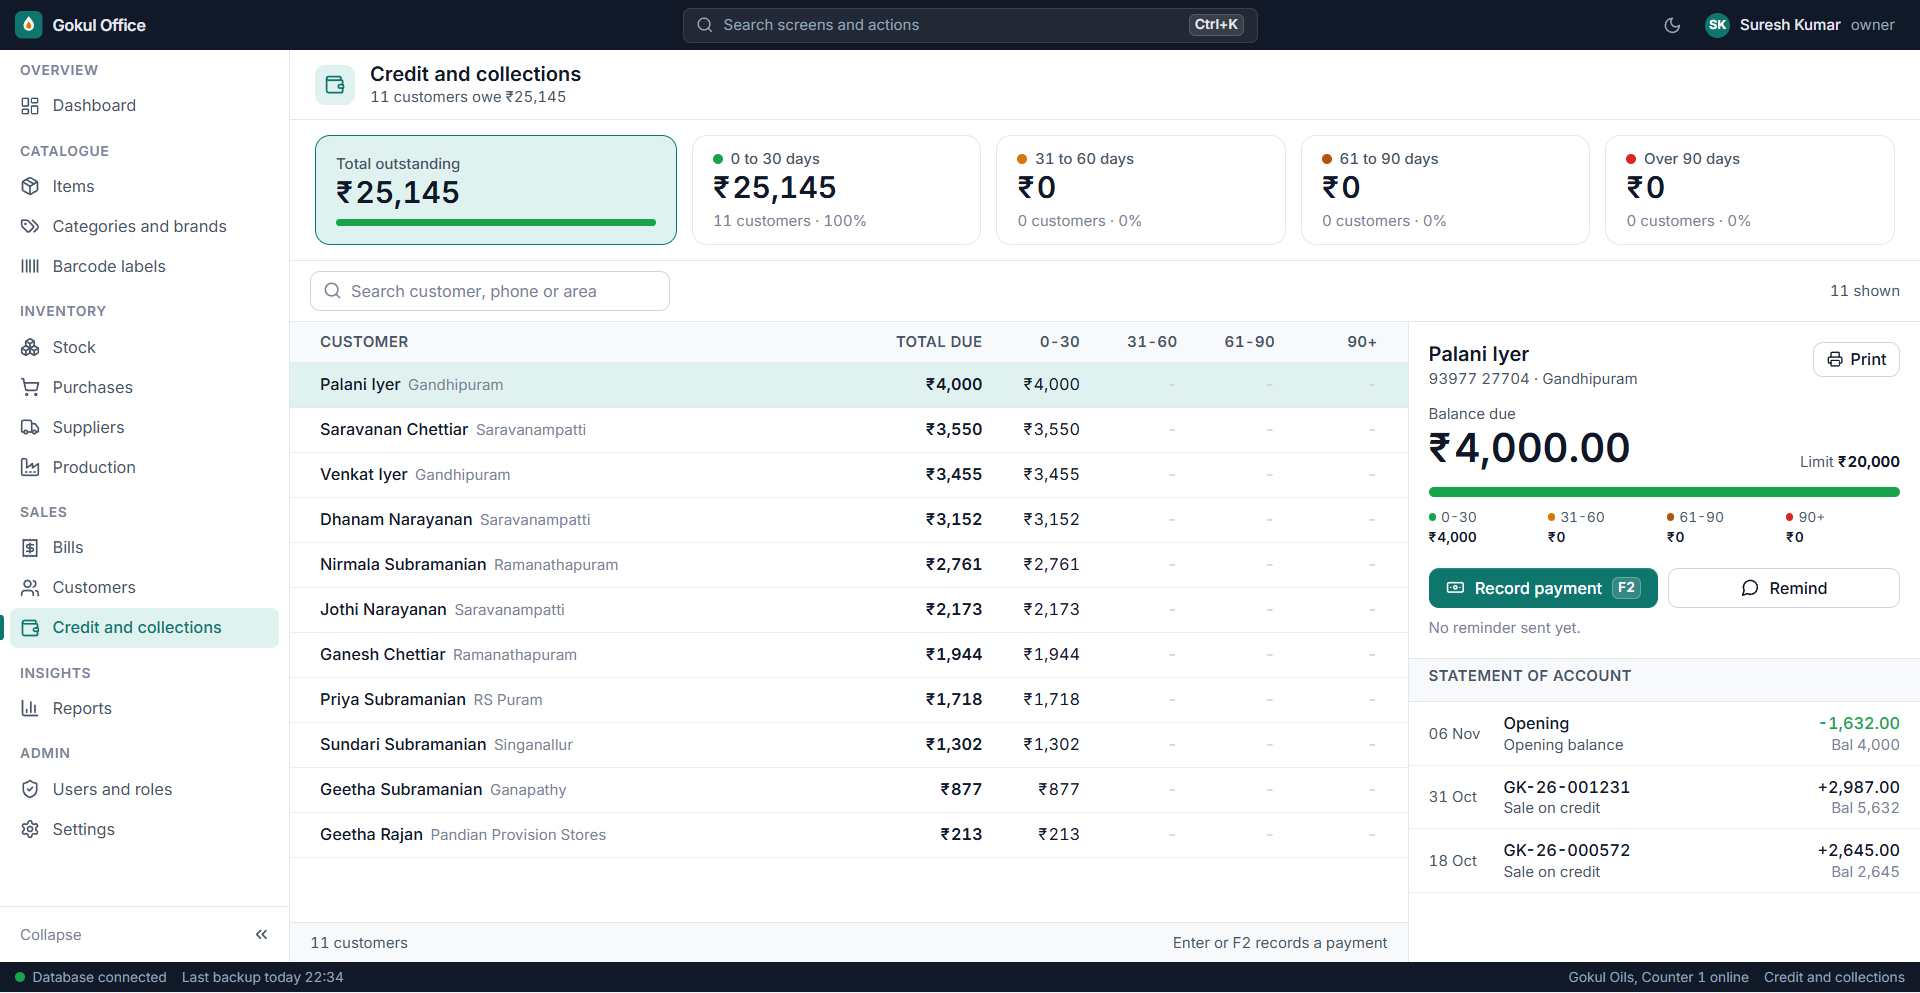 Gokul Office
Search screens and actions Ctrl+K
SK Suresh Kumar owner
OVERVIEW
Dashboard
CATALOGUE
Items
Categories and brands
Barcode labels
INVENTORY
Stock
Purchases
Suppliers
Production
SALES
Bills
Customers
Credit and collections
INSIGHTS
Reports
ADMIN
Users and roles
Settings
Collapse
Credit and collections
11 customers owe ₹25,145
Total outstanding
₹25,145
0 to 30 days
₹25,145
11 customers · 100%
31 to 60 days
₹0
0 customers · 0%
61 to 90 days
₹0
0 customers · 0%
Over 90 days
₹0
0 customers · 0%
Search customer, phone or area
11 shown
CUSTOMER TOTAL DUE 0-30 31-60 61-90 90+
Palani Iyer Gandhipuram ₹4,000 ₹4,000 - - -
Saravanan Chettiar Saravanampatti ₹3,550 ₹3,550 - - -
Venkat Iyer Gandhipuram ₹3,455 ₹3,455 - - -
Dhanam Narayanan Saravanampatti ₹3,152 ₹3,152 - - -
Nirmala Subramanian Ramanathapuram ₹2,761 ₹2,761 - - -
Jothi Narayanan Saravanampatti ₹2,173 ₹2,173 - - -
Ganesh Chettiar Ramanathapuram ₹1,944 ₹1,944 - - -
Priya Subramanian RS Puram ₹1,718 ₹1,718 - - -
Sundari Subramanian Singanallur ₹1,302 ₹1,302 - - -
Geetha Subramanian Ganapathy ₹877 ₹877 - - -
Geetha Rajan Pandian Provision Stores ₹213 ₹213 - - -
11 customers Enter or F2 records a payment
Palani Iyer
93977 27704 · Gandhipuram
Print
Balance due
₹4,000.00
Limit ₹20,000
0-30 31-60 61-90 90+
₹4,000 ₹0 ₹0 ₹0
Record payment F2 Remind
No reminder sent yet.
STATEMENT OF ACCOUNT
06 Nov Opening -1,632.00
Opening balance Bal 4,000
31 Oct GK-26-001231 +2,987.00
Sale on credit Bal 5,632
18 Oct GK-26-000572 +2,645.00
Sale on credit Bal 2,645
Database connected Last backup today 22:34
Gokul Oils, Counter 1 online Credit and collections